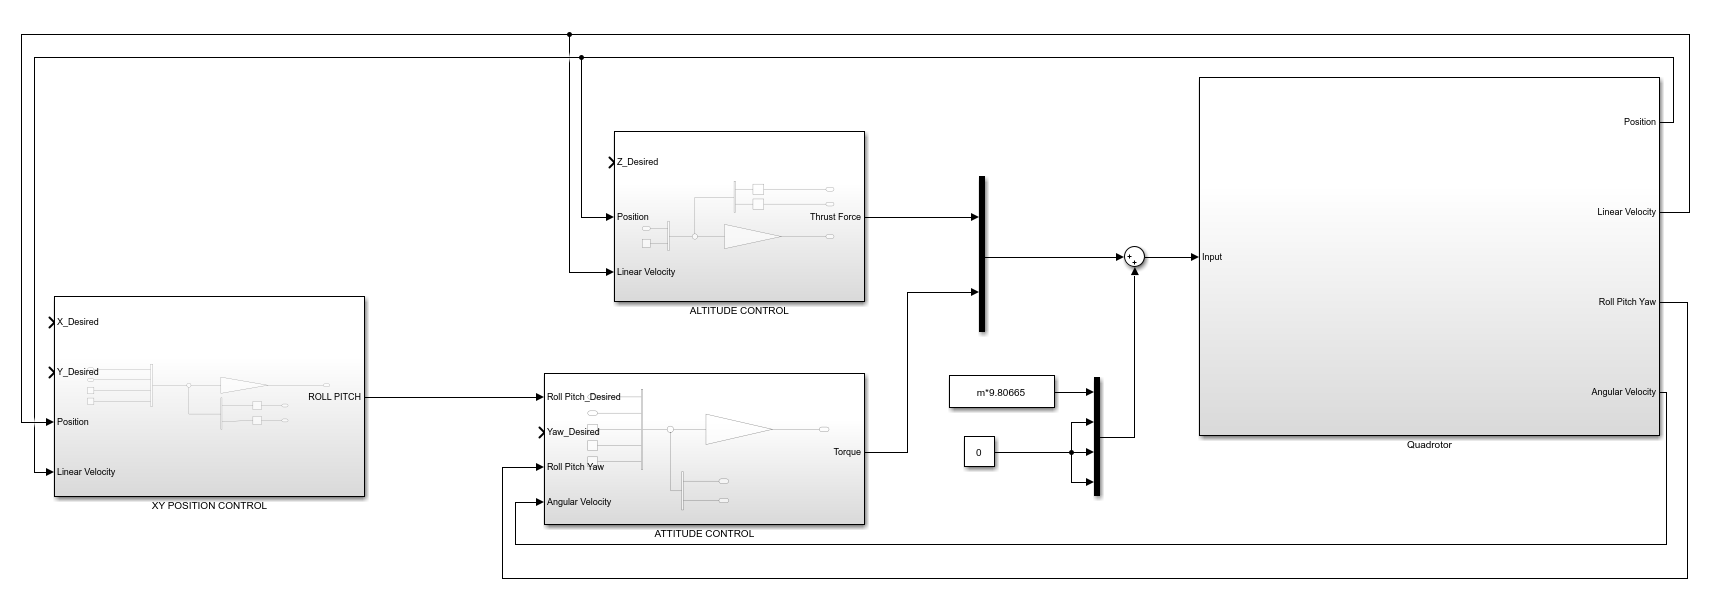 Z_Desired
Position
Linear Velocity
Thrust Force
ALTITUDE CONTROL
X_Desired
Y_Desired
Position
Linear Velocity
ROLL PITCH
XY POSITION CONTROL
Roll Pitch_Desired
Yaw_Desired
Roll Pitch Yaw
Angular Velocity
Torque
ATTITUDE CONTROL
m*9.80665
0
+
+
Input
Position
Linear Velocity
Roll Pitch Yaw
Angular Velocity
Quadrotor